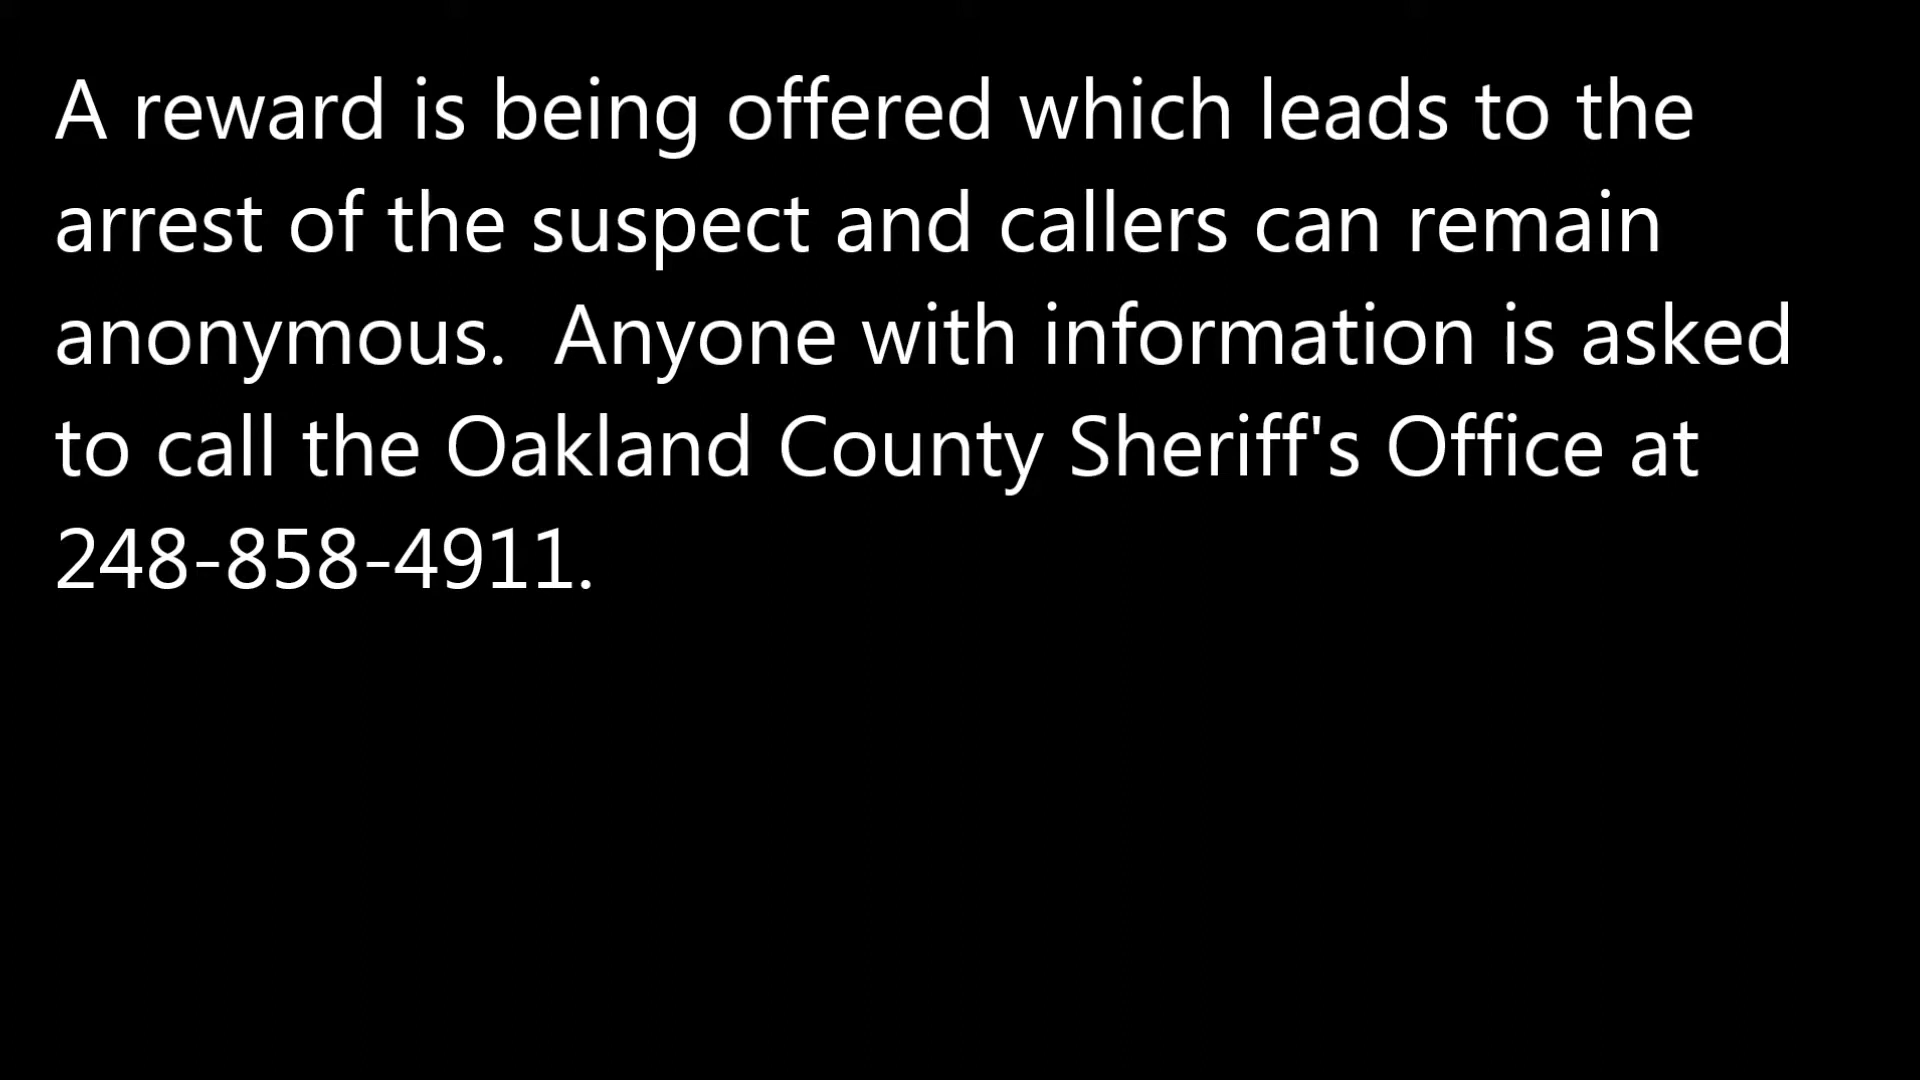 A reward is being offered which leads to the
arrest of the suspect and callers can remain
anonymous.  Anyone with information is asked
to call the Oakland County Sheriff's Office at
248-858-4911.